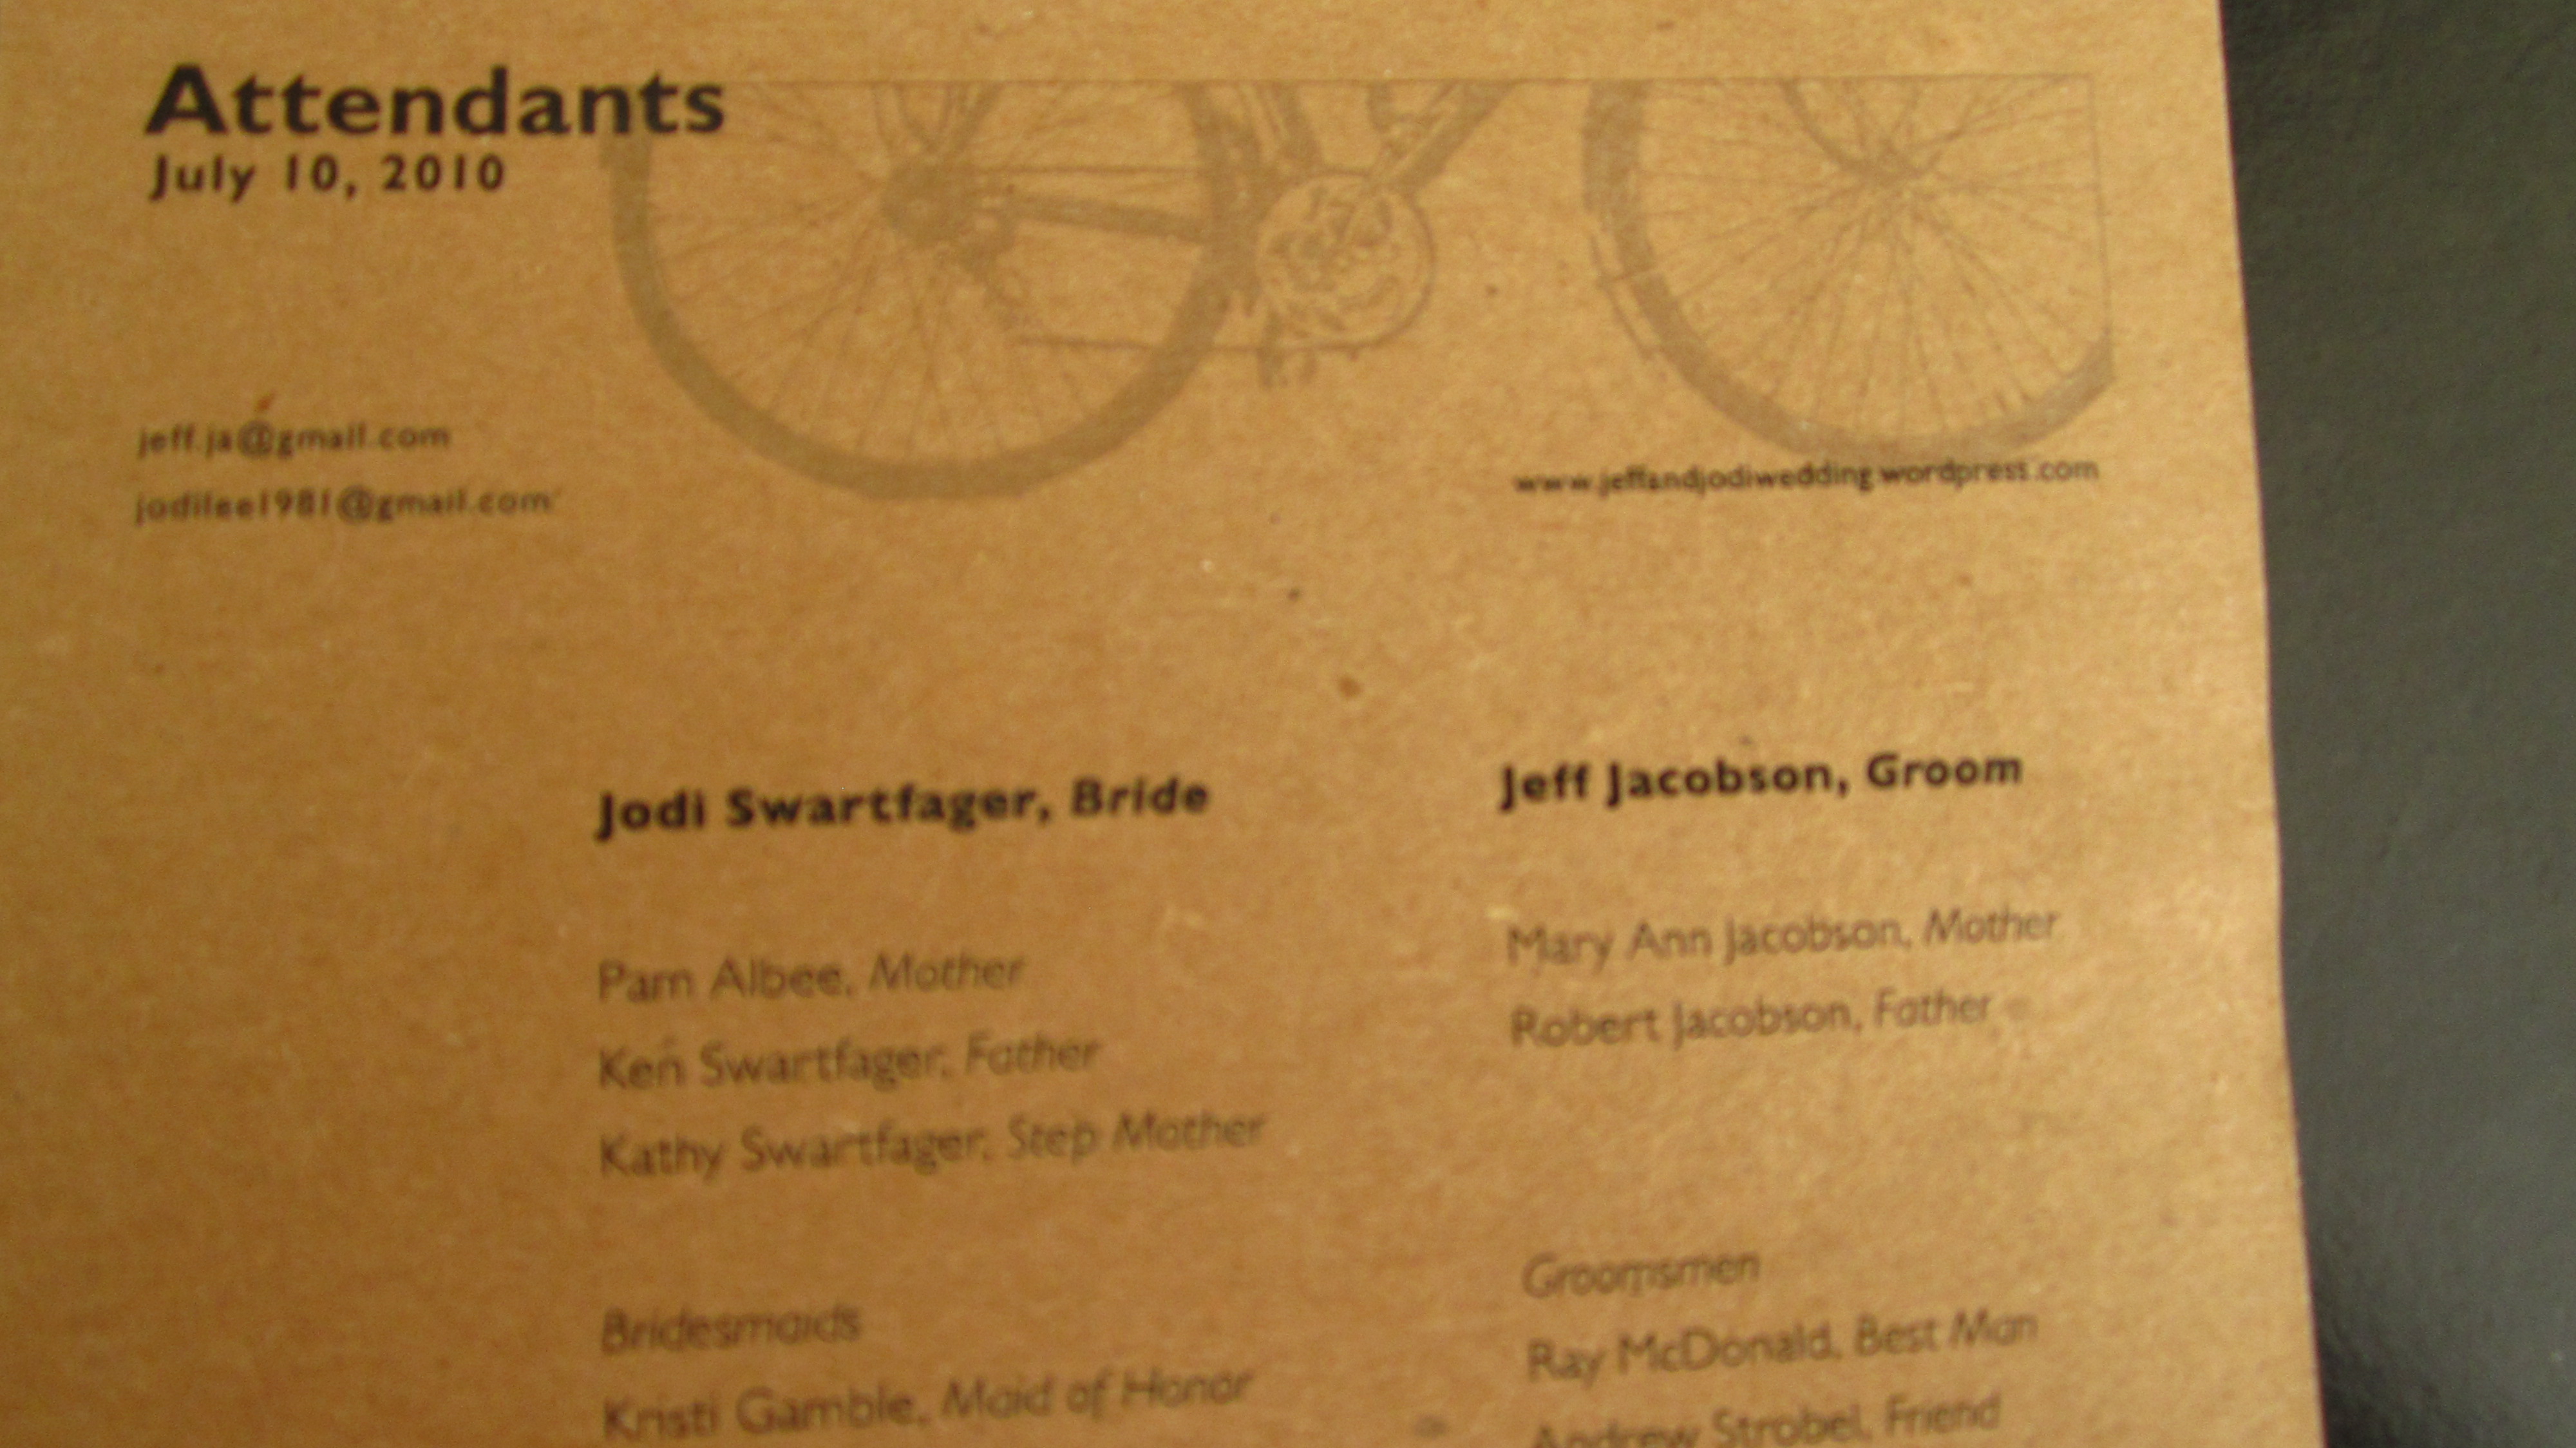 Attendants
July 10, 2010
jeff.ja@gmail.com
jodilee1981@gmail.com
www.jeffandjodiwedding.wordpress.com
Jodi Swartfager, Bride
Pam Albee, Mother
Ken Swartfager, Father
Kathy Swartfager, Step Mother
Bridesmaids
Kristi Gamble, Maid of Honor
Jeff Jacobson, Groom
Mary Ann Jacobson, Mother
Robert Jacobson, Father
Groomsmen
Ray McDonald, Best Man
Andrew Strobel, Friend